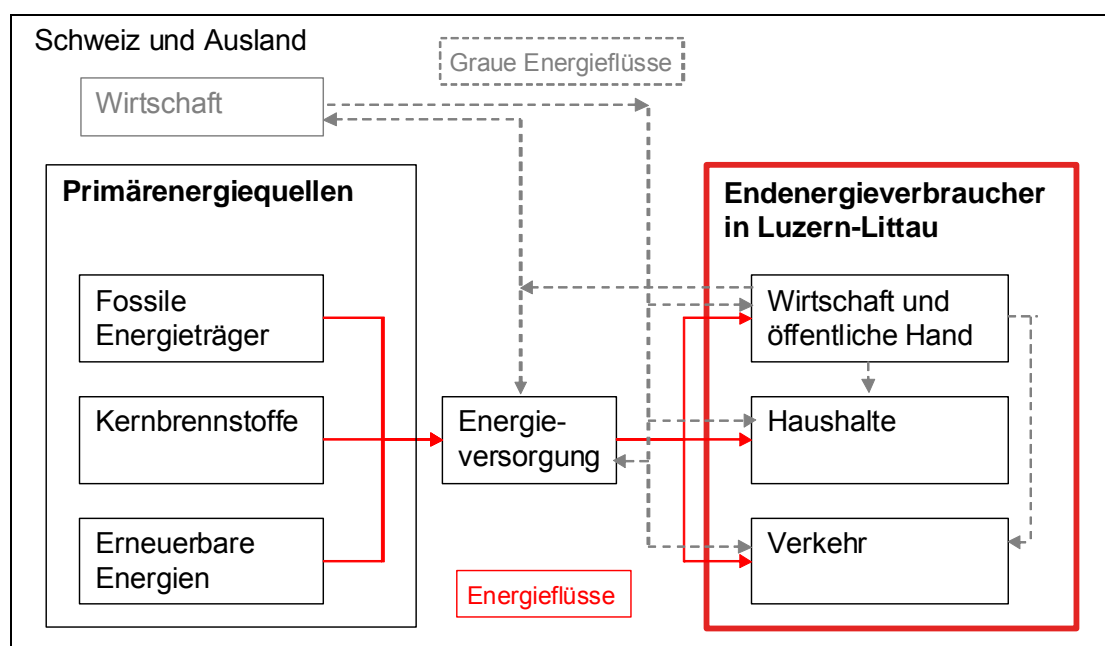 Schweiz und Ausland
Graue Energieflüsse
Wirtschaft
Primärenergiequellen
Fossile
Energieträger
Kernbrennstoffe
Erneuerbare
Energien
Energie-
versorgung
Energieflüsse
Endenergieverbraucher
in Luzern-Littau
Wirtschaft und
öffentliche Hand
Haushalte
Verkehr